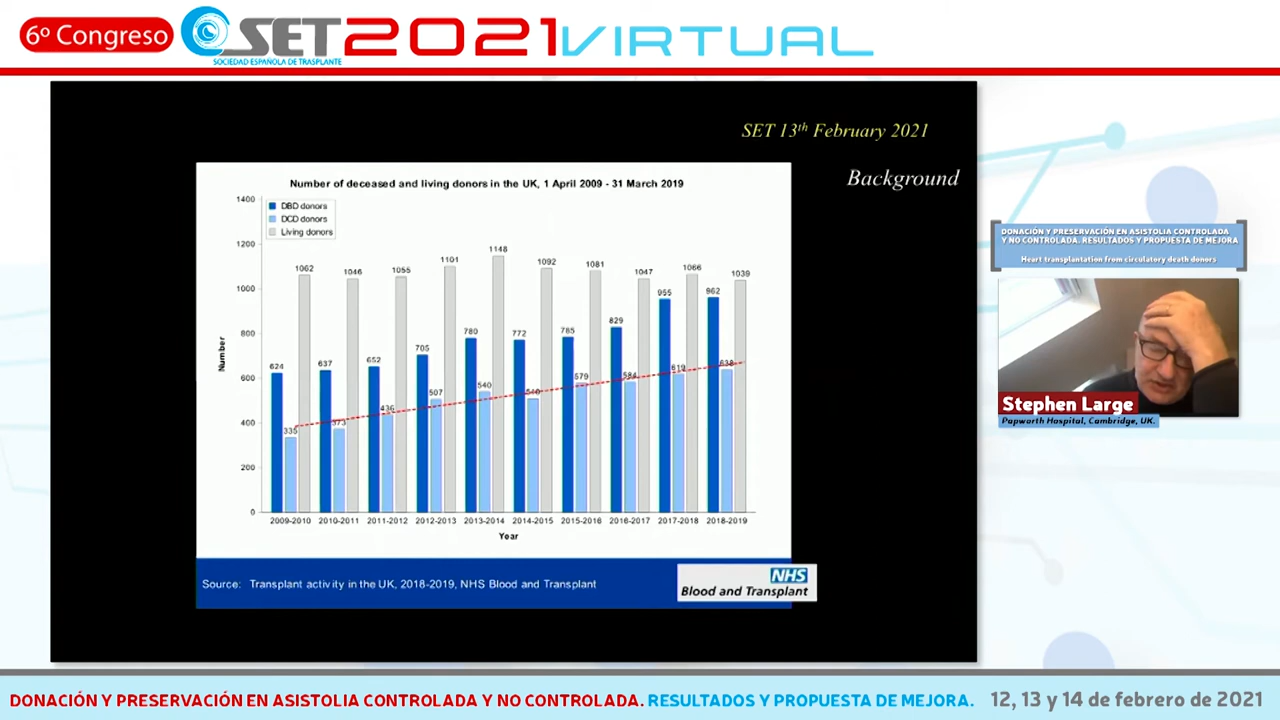 6º Congreso
SET
SOCIEDAD ESPAÑOLA DE TRASPLANTE
2021 VIRTUAL
SET 13th February 2021
Background
Number of deceased and living donors in the UK, 1 April 2009 - 31 March 2019
DBD donors
DCD donors
Living donors
Number
1400
1200
1000
800
600
400
200
0
624 335 1062
637 373 1046
652 436 1055
705 507 1101
780 540 1148
772 510 1092
785 579 1081
829 584 1047
955 619 1066
962 638 1039
2009-2010 2010-2011 2011-2012 2012-2013 2013-2014 2014-2015 2015-2016 2016-2017 2017-2018 2018-2019
Year
Source: Transplant activity in the UK, 2018-2019, NHS Blood and Transplant
NHS
Blood and Transplant
DONACIÓN Y PRESERVACIÓN EN ASISTOLIA CONTROLADA
Y NO CONTROLADA. RESULTADOS Y PROPUESTA DE MEJORA
Heart transplantation from circulatory death donors
Stephen Large
Papworth Hospital, Cambridge, UK.
DONACIÓN Y PRESERVACIÓN EN ASISTOLIA CONTROLADA Y NO CONTROLADA. RESULTADOS Y PROPUESTA DE MEJORA. 12, 13 y 14 de febrero de 2021